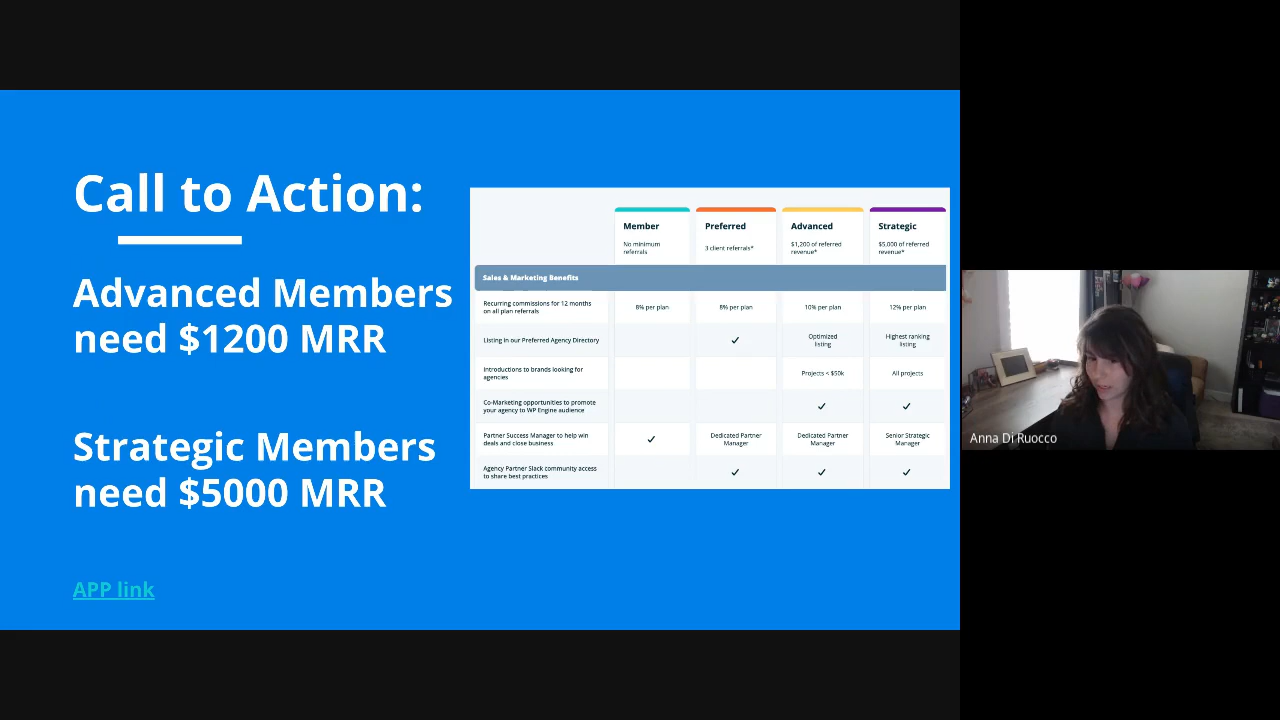 Call to Action:
Advanced Members
need $1200 MRR
Strategic Members
need $5000 MRR
APP link
Member
Preferred
Advanced
Strategic
No minimum
referrals
3 client referrals*
$1,200 of referred
revenue*
$5,000 of referred
revenue*
Sales & Marketing Benefits
Recurring commissions for 12 months
on all plan referrals
8% per plan
8% per plan
10% per plan
12% per plan
Listing in our Preferred Agency Directory
Optimized
listing
Highest ranking
listing
Introductions to brands looking for
agencies
Projects < $50k
All projects
Co-Marketing opportunities to promote
your agency to WP Engine audience
Partner Success Manager to help win
deals and close business
Dedicated Partner
Manager
Dedicated Partner
Manager
Senior Strategic
Manager
Agency Partner Slack community access
to share best practices
Anna Di Ruocco